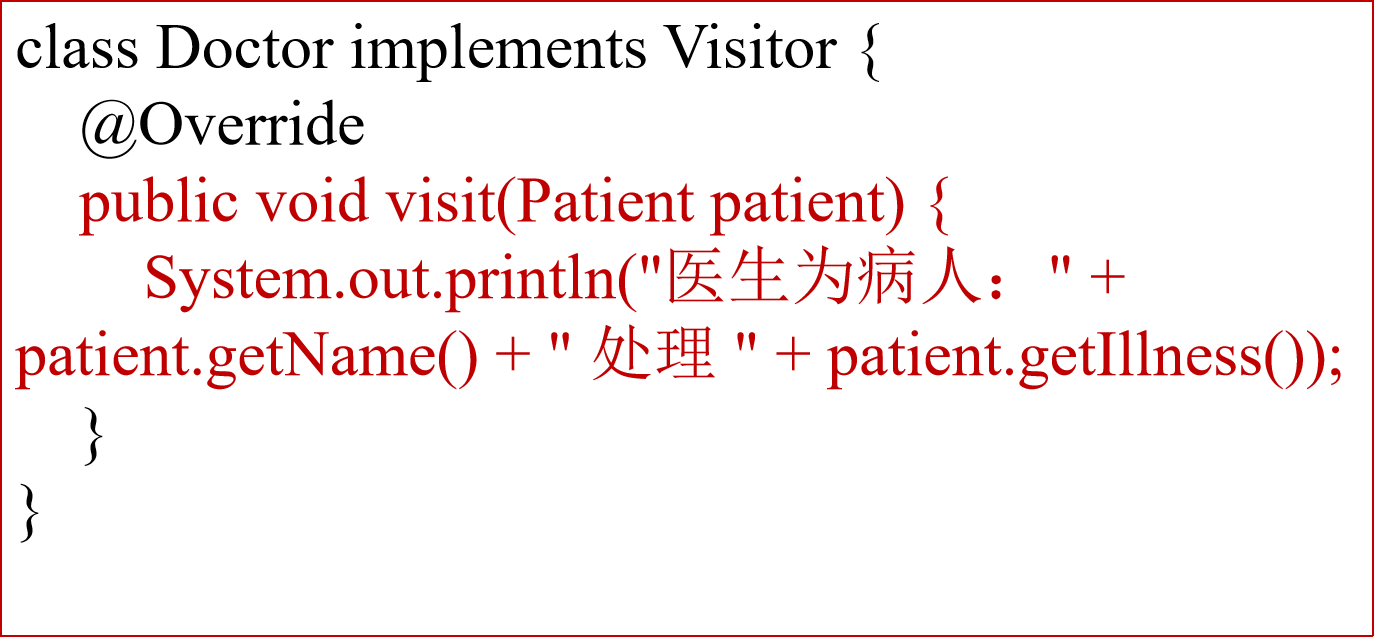 class Doctor implements Visitor {
@Override
public void visit(Patient patient) {
System.out.println("医生为病人： " +
patient.getName() + " 处理 " + patient.getIllness());
}
}